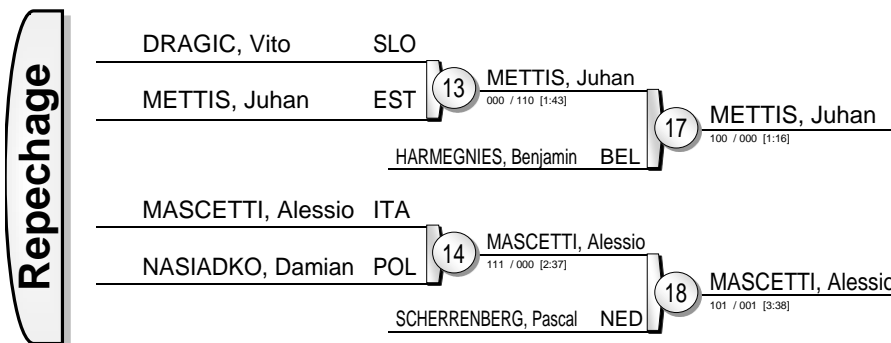 Repechage
DRAGIC, Vito SLO
METTIS, Juhan EST
13
METTIS, Juhan
000 / 110 [1:43]
HARMEGNIES, Benjamin BEL
17
METTIS, Juhan
100 / 000 [1:16]
MASCETTI, Alessio ITA
NASIADKO, Damian POL
14
MASCETTI, Alessio
111 / 000 [2:37]
SCHERRENBERG, Pascal NED
18
MASCETTI, Alessio
101 / 001 [3:38]